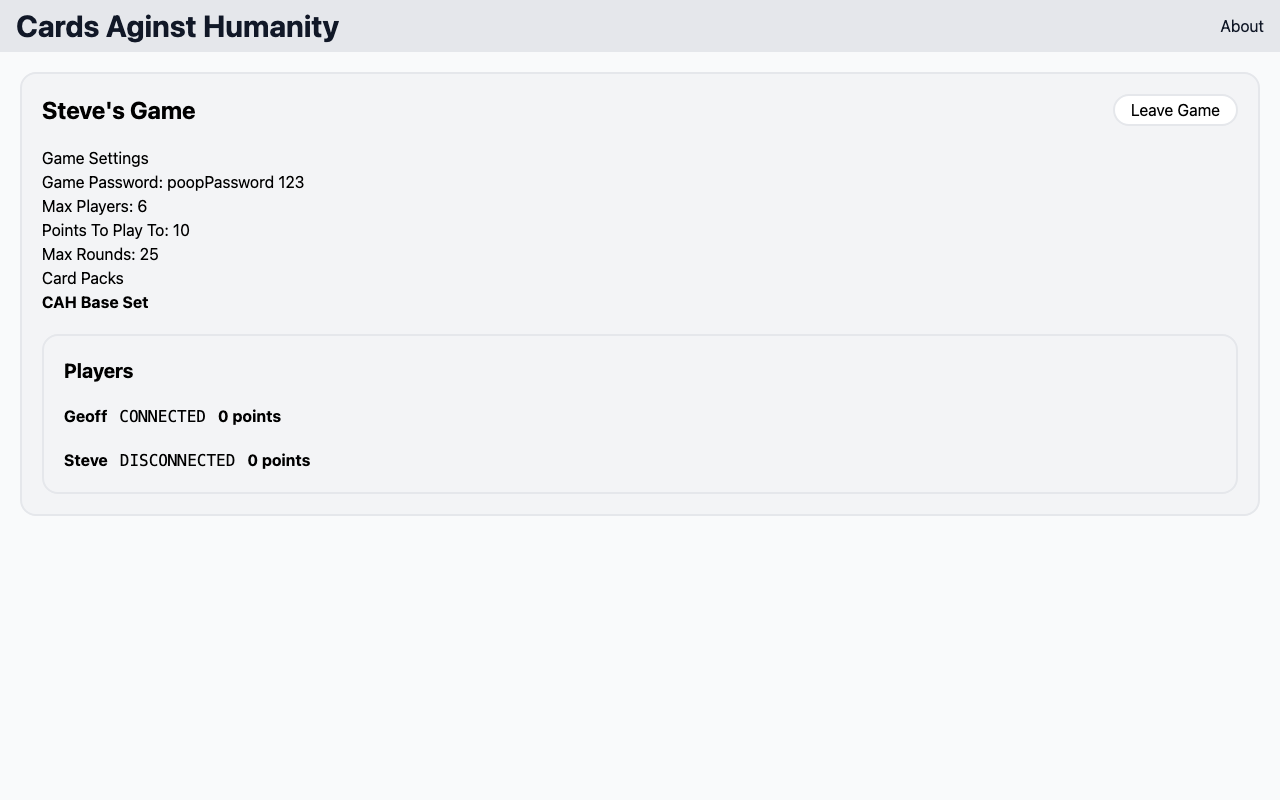 Cards Aginst Humanity
About
Steve's Game
Leave Game
Game Settings
Game Password: poopPassword 123
Max Players: 6
Points To Play To: 10
Max Rounds: 25
Card Packs
CAH Base Set
Players
Geoff CONNECTED 0 points
Steve DISCONNECTED 0 points